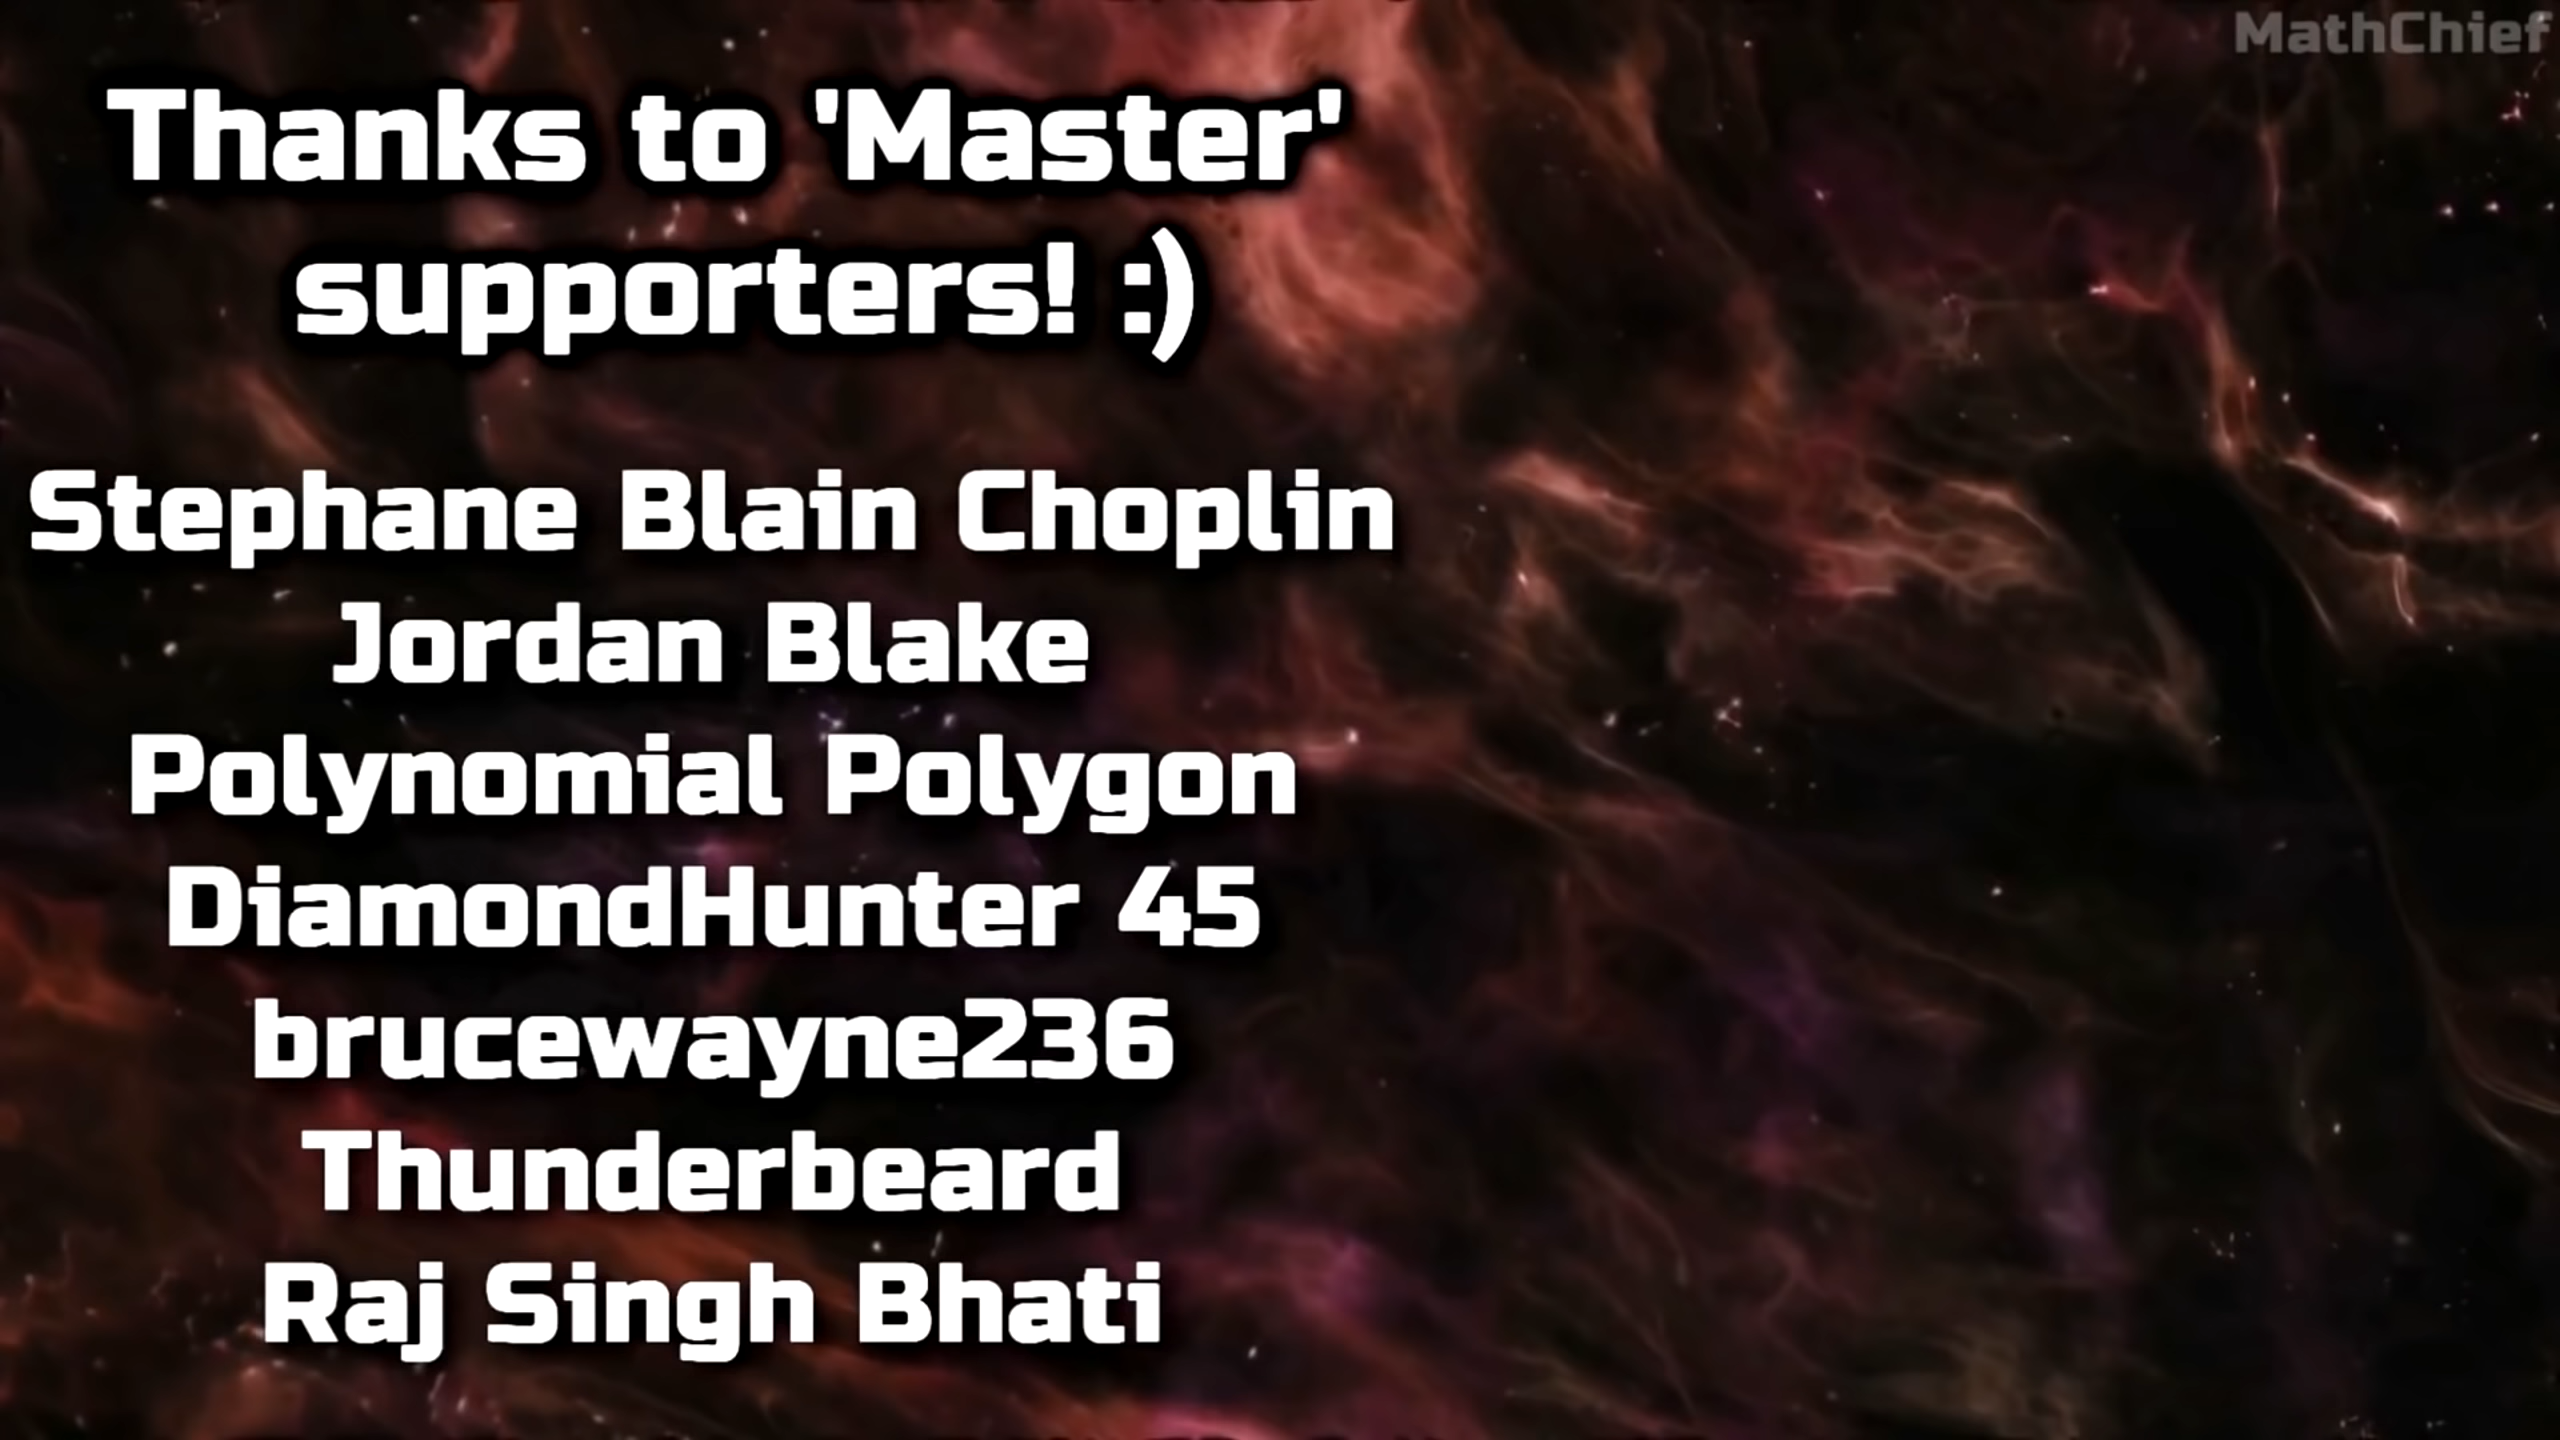 MathChief
Thanks to 'Master'
supporters! :)
Stephane Blain Choplin
Jordan Blake
Polynomial Polygon
DiamondHunter 45
brucewayne236
Thunderbeard
Raj Singh Bhati